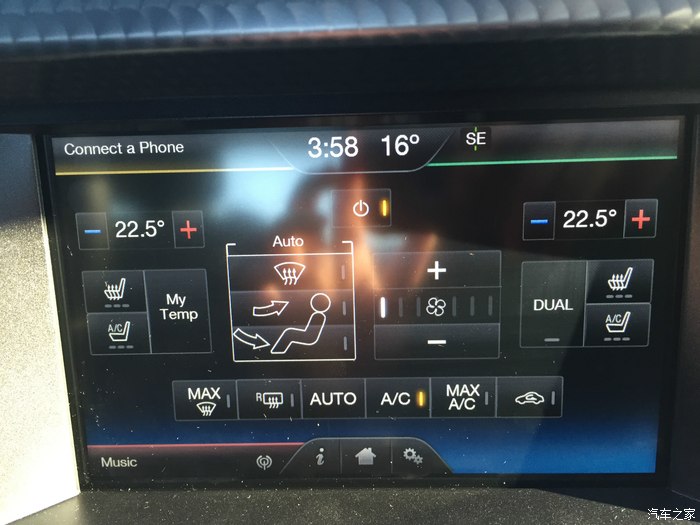 Connect a Phone
3:58 16° SE
22.5° 22.5°
Auto
My
Temp
A/C
DUAL
A/C
MAX
R
AUTO
A/C
MAX
A/C
Music
i
汽车之家